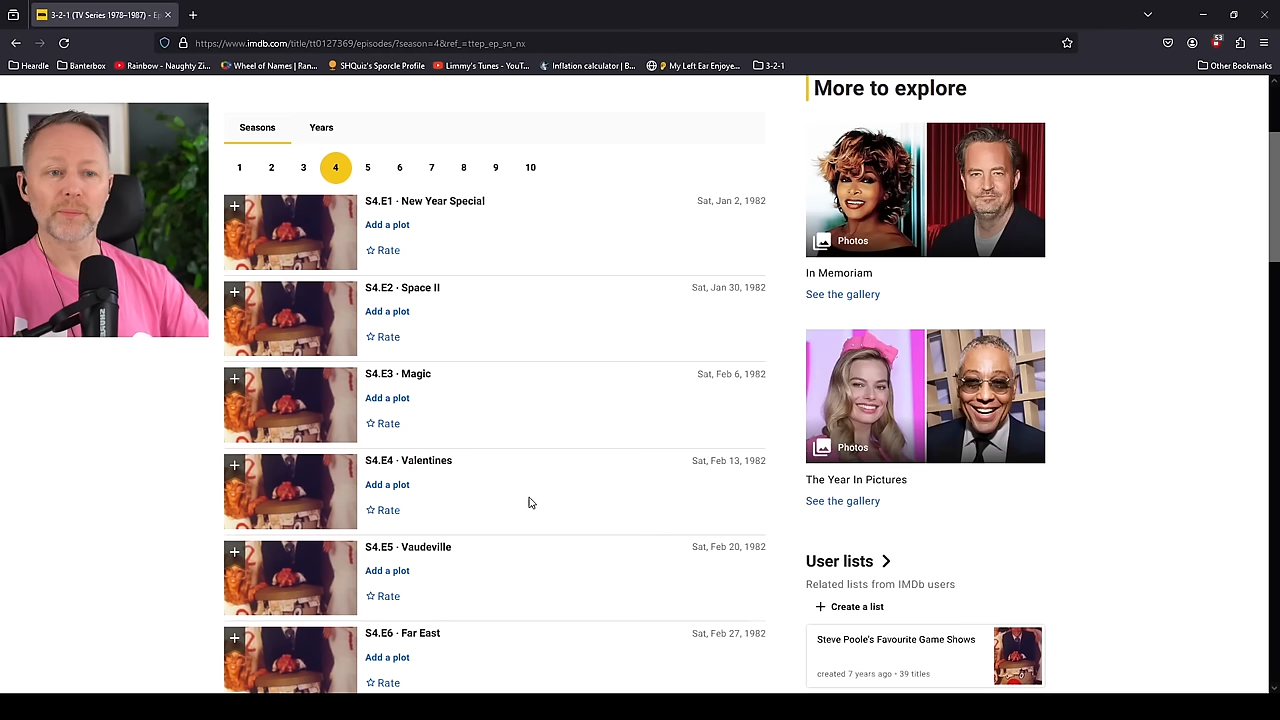 3-2-1 (TV Series 1978–1987) - Ep
https://www.imdb.com/title/tt0127369/episodes/?season=4&ref_=ttep_ep_sn_nx
53
Heardle
Banterbox
Rainbow - Naughty Zi...
Wheel of Names | Ran...
SHQuiz's Sporcle Profile
Limmy's Tunes - YouT...
Inflation calculator | B...
My Left Ear Enjoye...
3-2-1
Other Bookmarks
Seasons Years
1 2 3 4 5 6 7 8 9 10
S4.E1 · New Year Special Sat, Jan 2, 1982
Add a plot
Rate
S4.E2 · Space II Sat, Jan 30, 1982
Add a plot
Rate
S4.E3 · Magic Sat, Feb 6, 1982
Add a plot
Rate
S4.E4 · Valentines Sat, Feb 13, 1982
Add a plot
Rate
S4.E5 · Vaudeville Sat, Feb 20, 1982
Add a plot
Rate
S4.E6 · Far East Sat, Feb 27, 1982
Add a plot
Rate
More to explore
Photos
In Memoriam
See the gallery
Photos
The Year In Pictures
See the gallery
User lists
Related lists from IMDb users
Create a list
Steve Poole's Favourite Game Shows
created 7 years ago • 39 titles